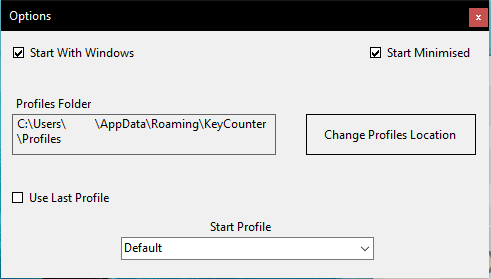 Options
x
Start With Windows
Start Minimised
Profiles Folder
C:\Users\ \AppData\Roaming\KeyCounter
\Profiles
Change Profiles Location
Use Last Profile
Start Profile
Default